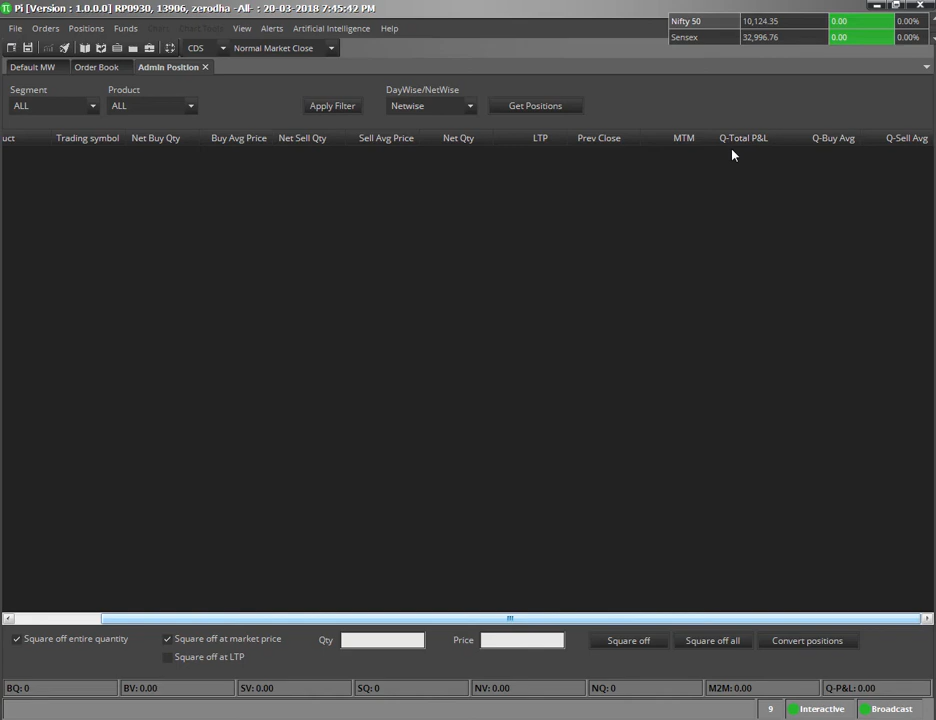 Pi [Version : 1.0.0.0] RP0930, 13906, zerodha -All- : 20-03-2018 7:45:42 PM
Nifty 50 10,124.35 0.00 0.00%
Sensex 32,996.76 0.00 0.00%
File Orders Positions Funds Chart Chart Tools View Alerts Artificial Intelligence Help
CDS Normal Market Close
Default MW Order Book Admin Position
Segment Product DayWise/NetWise
ALL ALL Apply Filter Netwise Get Positions
uct Trading symbol Net Buy Qty Buy Avg Price Net Sell Qty Sell Avg Price Net Qty LTP Prev Close MTM Q-Total P&L Q-Buy Avg Q-Sell Avg
Square off entire quantity Square off at market price Qty Price Square off Square off all Convert positions
Square off at LTP
BQ: 0 BV: 0.00 SV: 0.00 SQ: 0 NV: 0.00 NQ: 0 M2M: 0.00 Q-P&L: 0.00
9 Interactive Broadcast